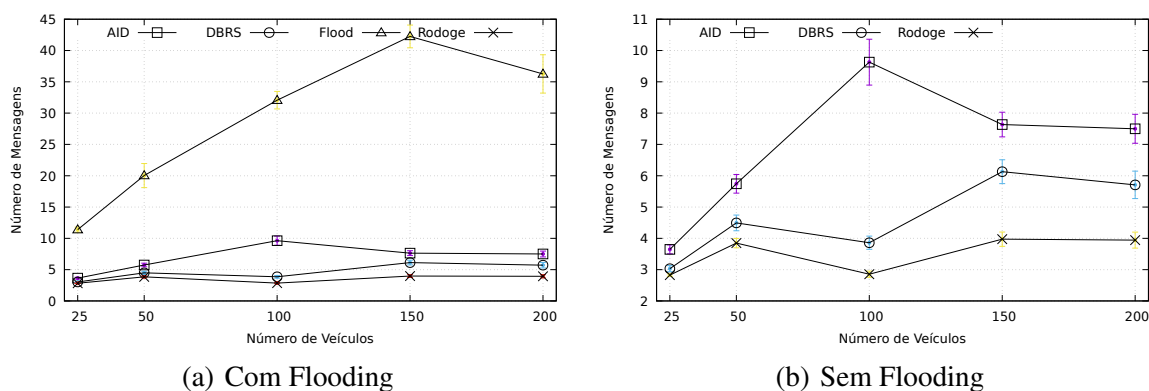 45
40
35
30
25
20
15
10
5
0
Número de Mensagens
AID DBRS Flood Rodoge
25 50 100 150 200
Número de Veículos
(a) Com Flooding
11
10
9
8
7
6
5
4
3
2
Número de Mensagens
AID DBRS Rodoge
25 50 100 150 200
Número de Veículos
(b) Sem Flooding